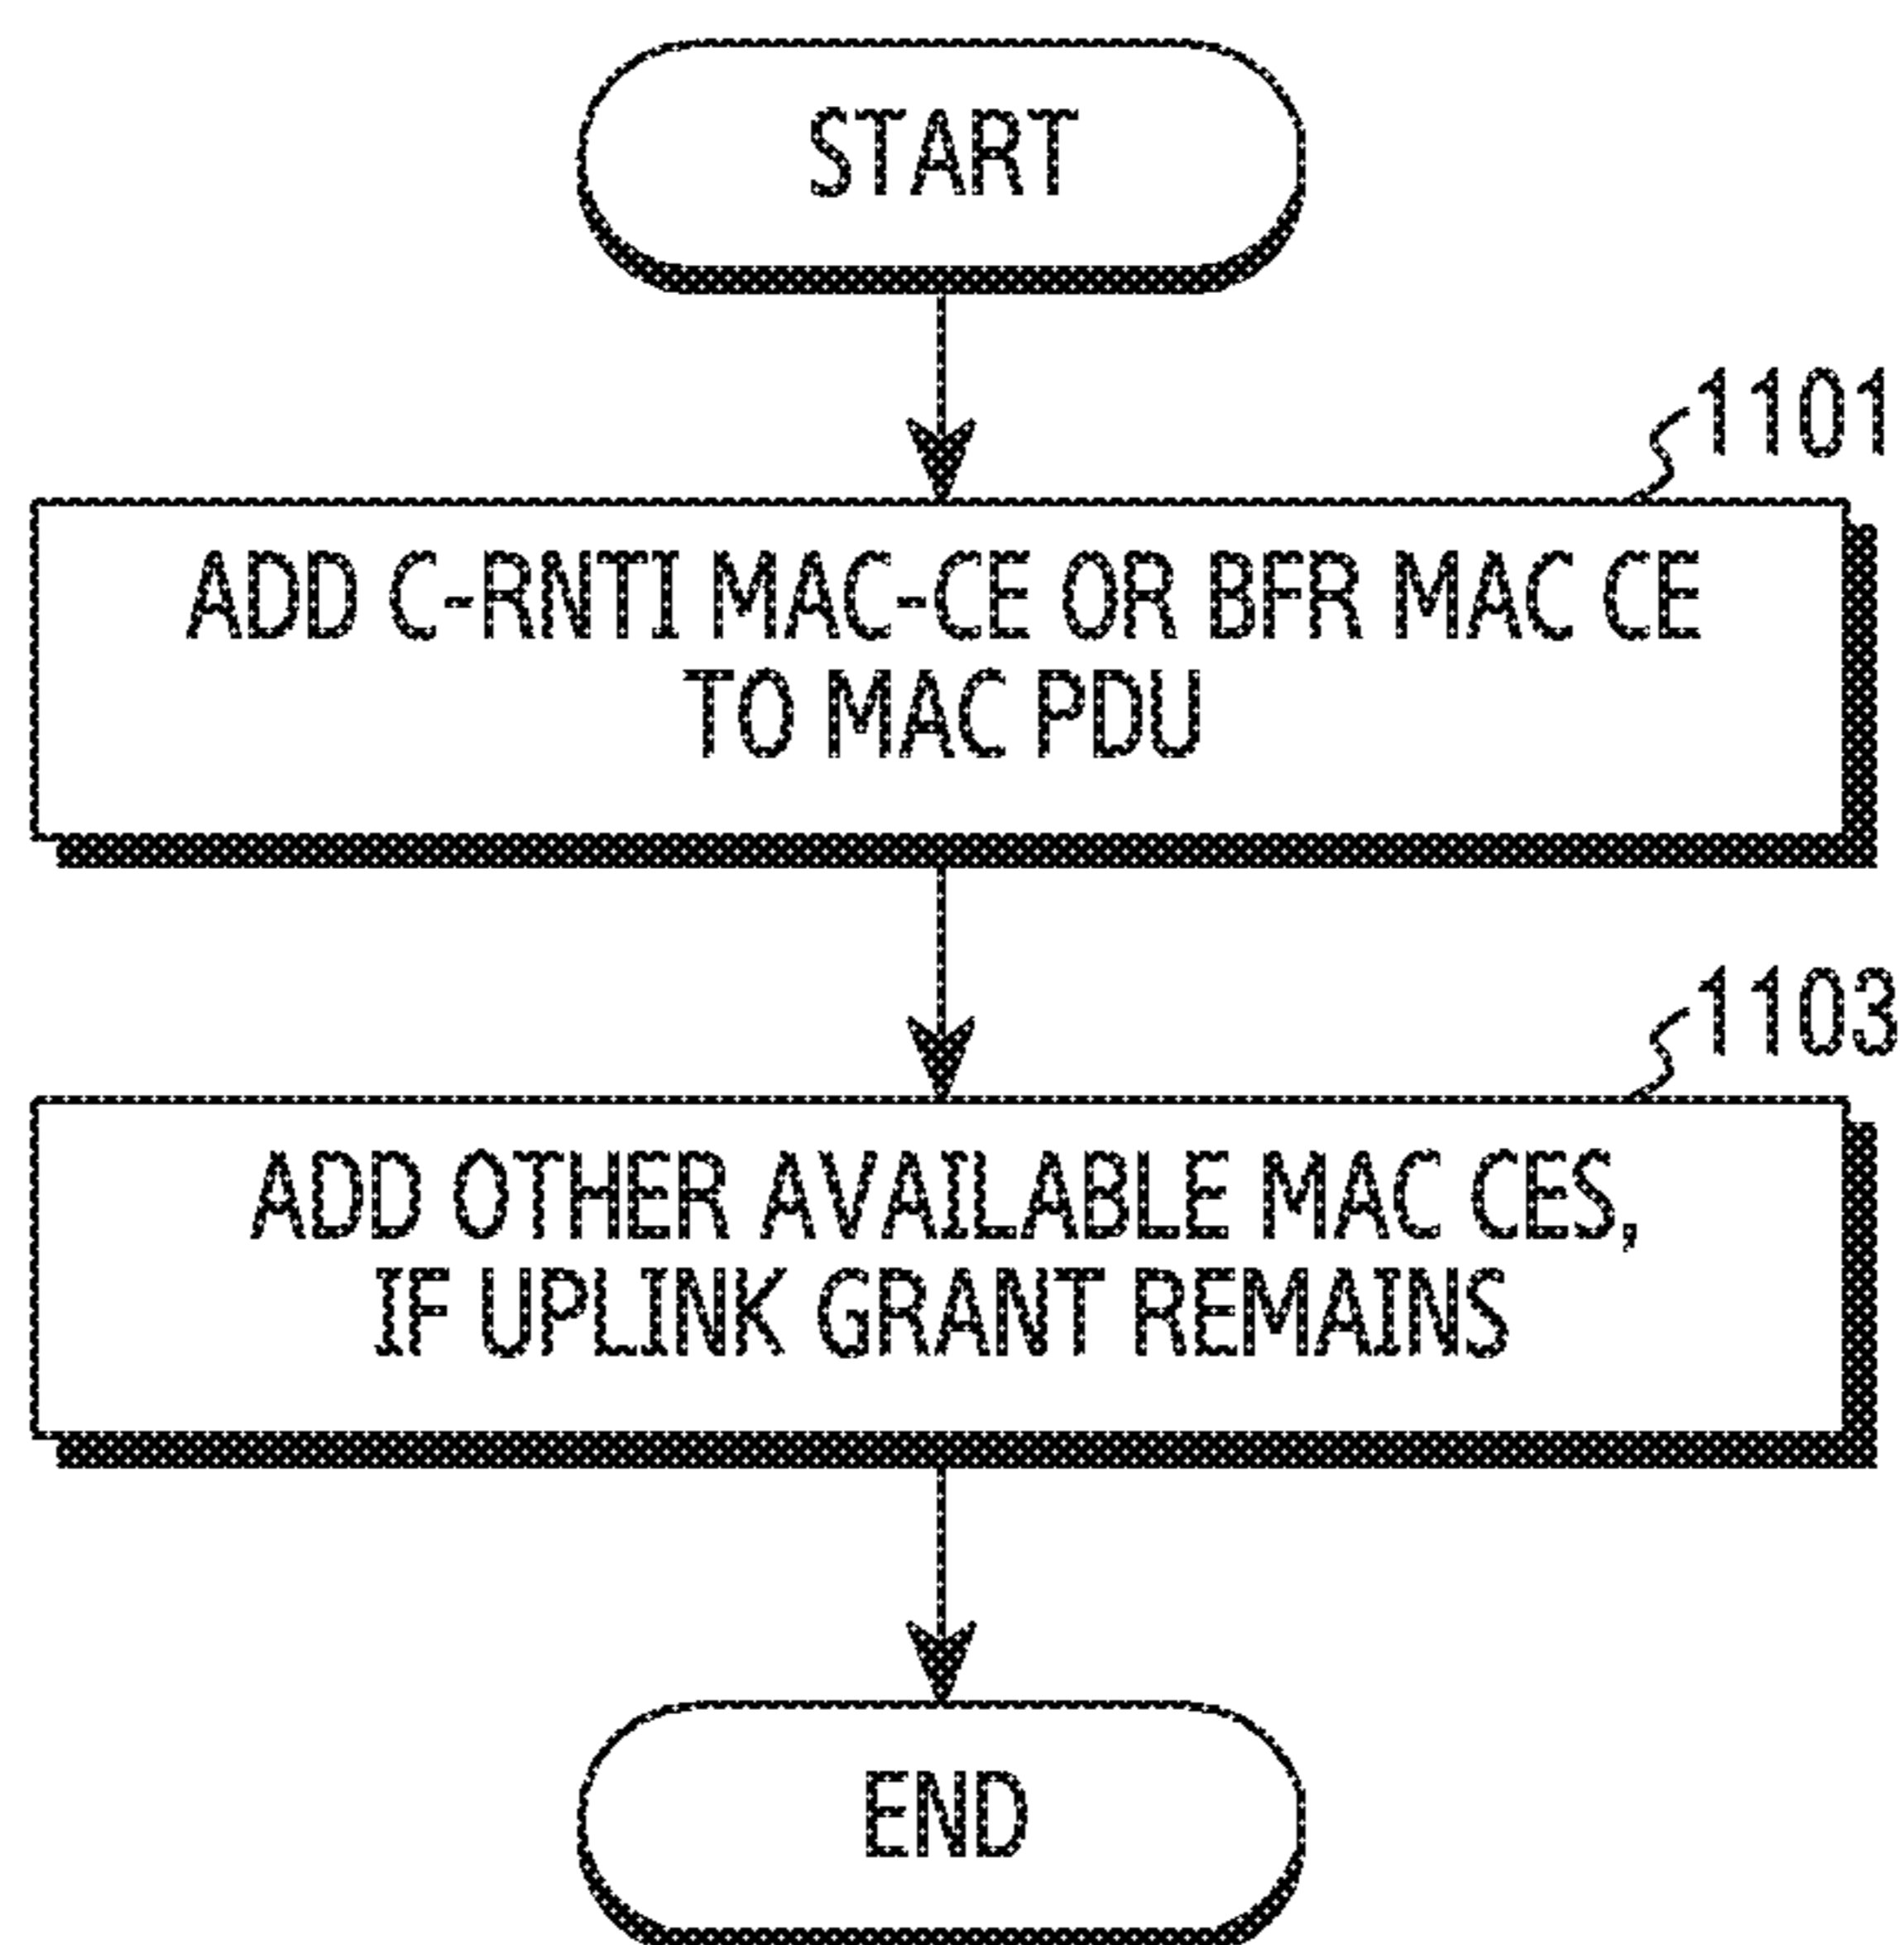 START
1101
ADD C-RNTI MAC-CE OR BFR MAC CE
TO MAC PDU
1103
ADD OTHER AVAILABLE MAC CES,
IF UPLINK GRANT REMAINS
END